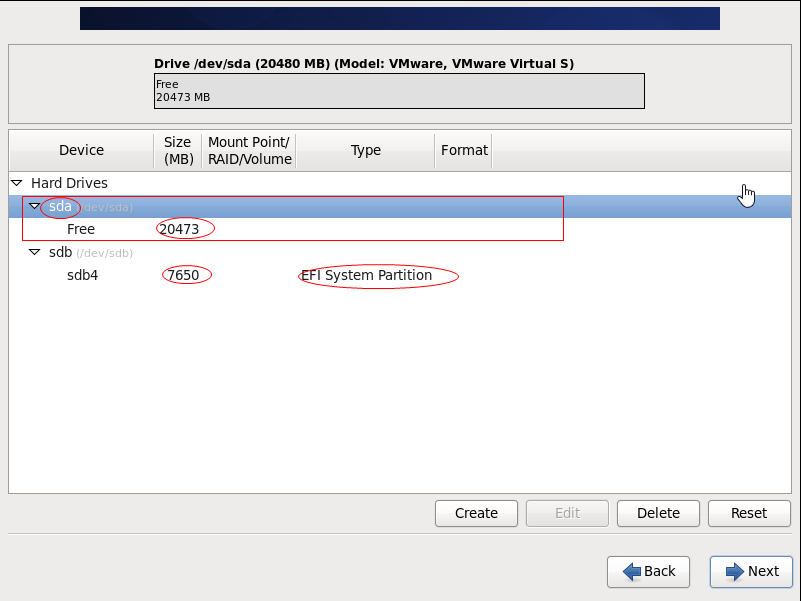 Drive /dev/sda (20480 MB) (Model: VMware, VMware Virtual S)
Free
20473 MB
Device
Size
(MB)
Mount Point/
RAID/Volume
Type
Format
Hard Drives
sda (/dev/sda)
Free 20473
sdb (/dev/sdb)
sdb4 7650 EFI System Partition
Create Edit Delete Reset
Back Next